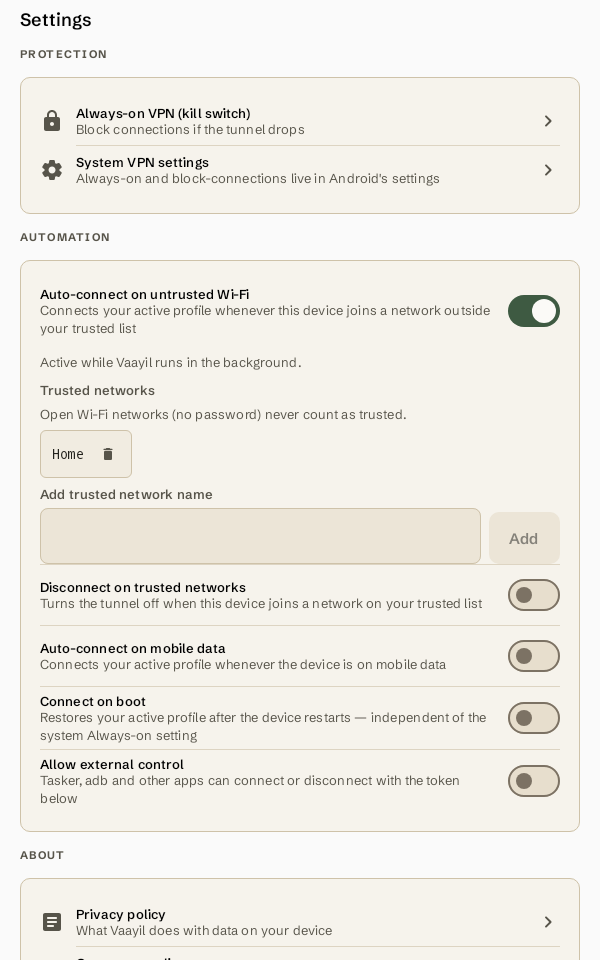 Settings
PROTECTION
Always-on VPN (kill switch)
Block connections if the tunnel drops
System VPN settings
Always-on and block-connections live in Android's settings
AUTOMATION
Auto-connect on untrusted Wi-Fi
Connects your active profile whenever this device joins a network outside
your trusted list
Active while Vaayil runs in the background.
Trusted networks
Open Wi-Fi networks (no password) never count as trusted.
Home
Add trusted network name
Add
Disconnect on trusted networks
Turns the tunnel off when this device joins a network on your trusted list
Auto-connect on mobile data
Connects your active profile whenever the device is on mobile data
Connect on boot
Restores your active profile after the device restarts — independent of the
system Always-on setting
Allow external control
Tasker, adb and other apps can connect or disconnect with the token
below
ABOUT
Privacy policy
What Vaayil does with data on your device